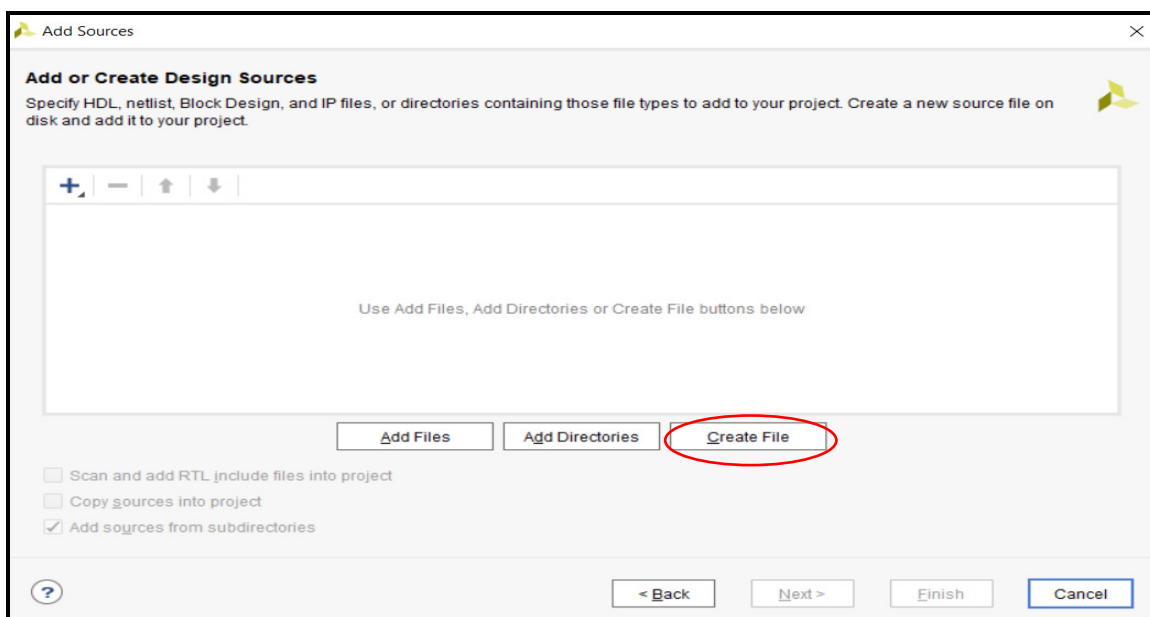 Add Sources
Add or Create Design Sources
Specify HDL, netlist, Block Design, and IP files, or directories containing those file types to add to your project. Create a new source file on
disk and add it to your project.
Use Add Files, Add Directories or Create File buttons below
Add Files
Add Directories
Create File
Scan and add RTL include files into project
Copy sources into project
Add sources from subdirectories
?
< Back
Next >
Finish
Cancel